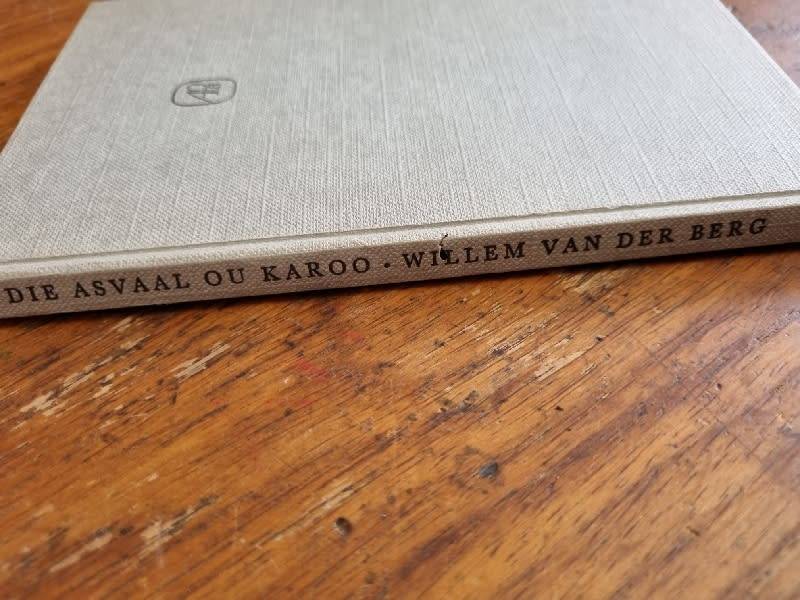 DIE ASVAAL OU KAROO · WILLEM VAN DER BERG